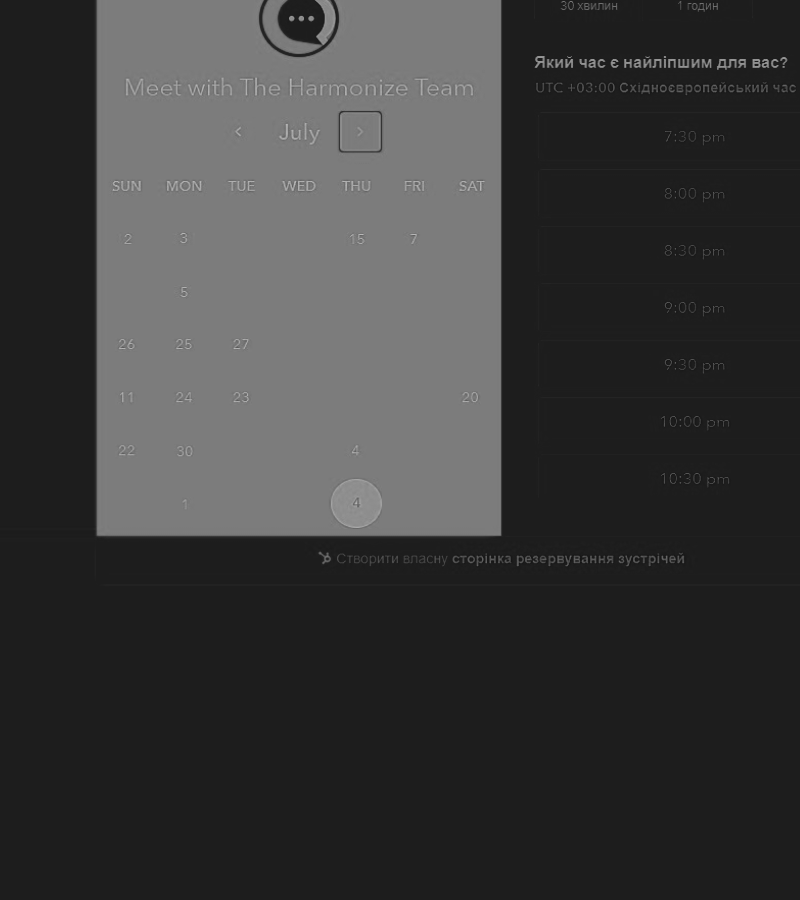 30 хвилин 1 годин
Meet with The Harmonize Team
July
SUN MON TUE WED THU FRI SAT
2 3 15 7
5
26 25 27
11 24 23 20
22 30 4
1 4
Який час є найліпшим для вас?
UTC +03:00 Східноєвропейський час
7:30 pm
8:00 pm
8:30 pm
9:00 pm
9:30 pm
10:00 pm
10:30 pm
Створити власну сторінка резервування зустрічей